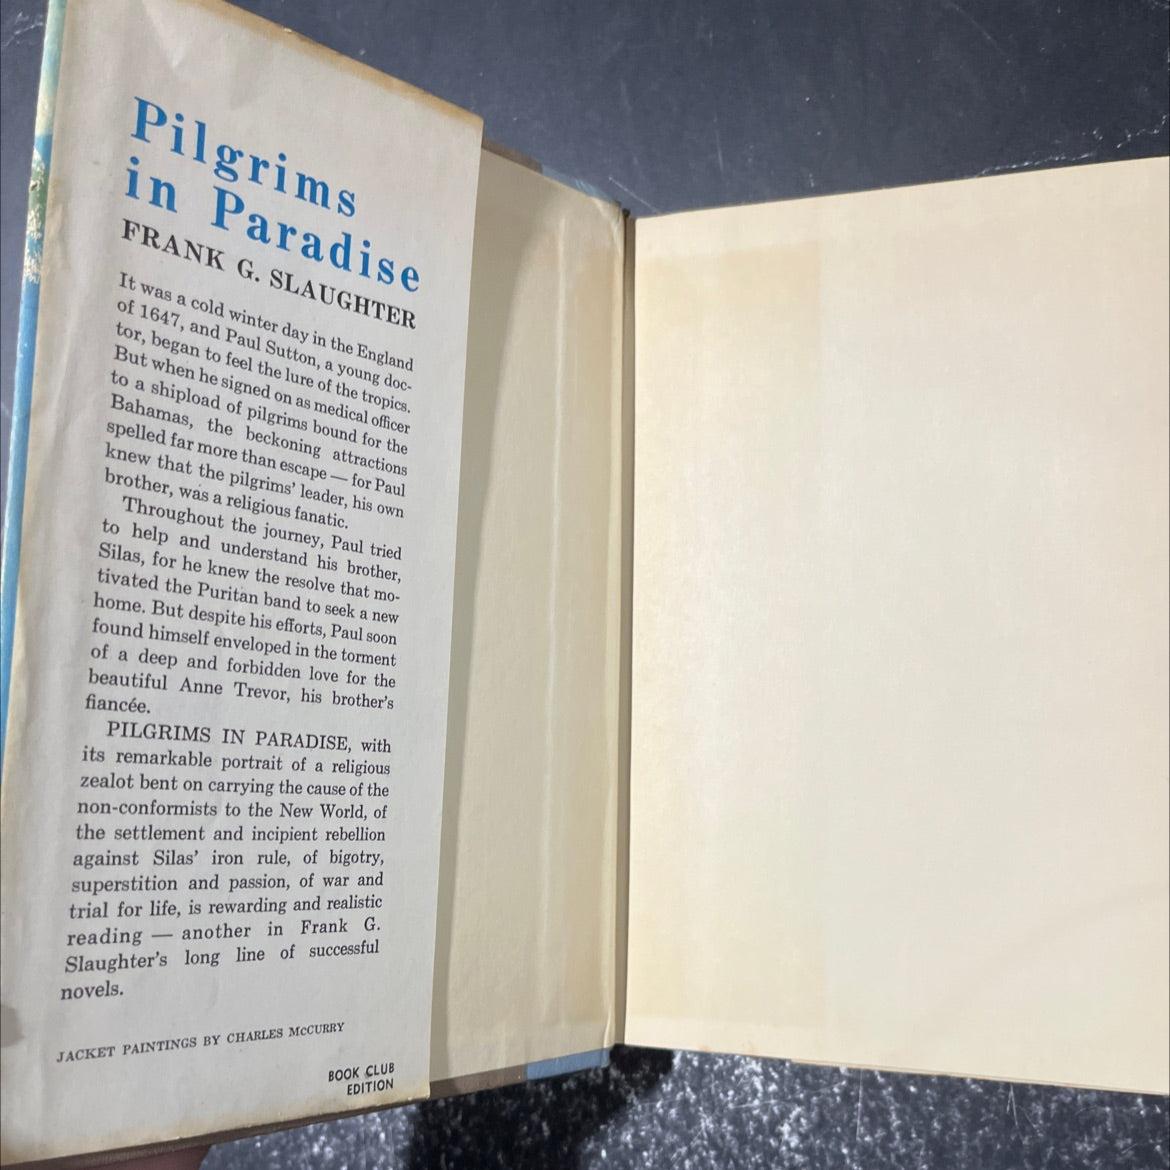 Pilgrims
in Paradise
FRANK G. SLAUGHTER
It was a cold winter day in the England
of 1647, and Paul Sutton, a young doc-
tor, began to feel the lure of the tropics.
But when he signed on as medical officer
to a shipload of pilgrims bound for the
Bahamas, the beckoning attractions
spelled far more than escape — for Paul
knew that the pilgrims' leader, his own
brother, was a religious fanatic.
Throughout the journey, Paul tried
to help and understand his brother,
Silas, for he knew the resolve that mo-
tivated the Puritan band to seek a new
home. But despite his efforts, Paul soon
found himself enveloped in the torment
of a deep and forbidden love for the
beautiful Anne Trevor, his brother's
fiancée.
PILGRIMS IN PARADISE, with
its remarkable portrait of a religious
zealot bent on carrying the cause of the
non-conformists to the New World, of
the settlement and incipient rebellion
against Silas' iron rule, of bigotry,
superstition and passion, of war and
trial for life, is rewarding and realistic
reading — another in Frank G.
Slaughter's long line of successful
novels.
JACKET PAINTINGS BY CHARLES McCURRY
BOOK CLUB
EDITION